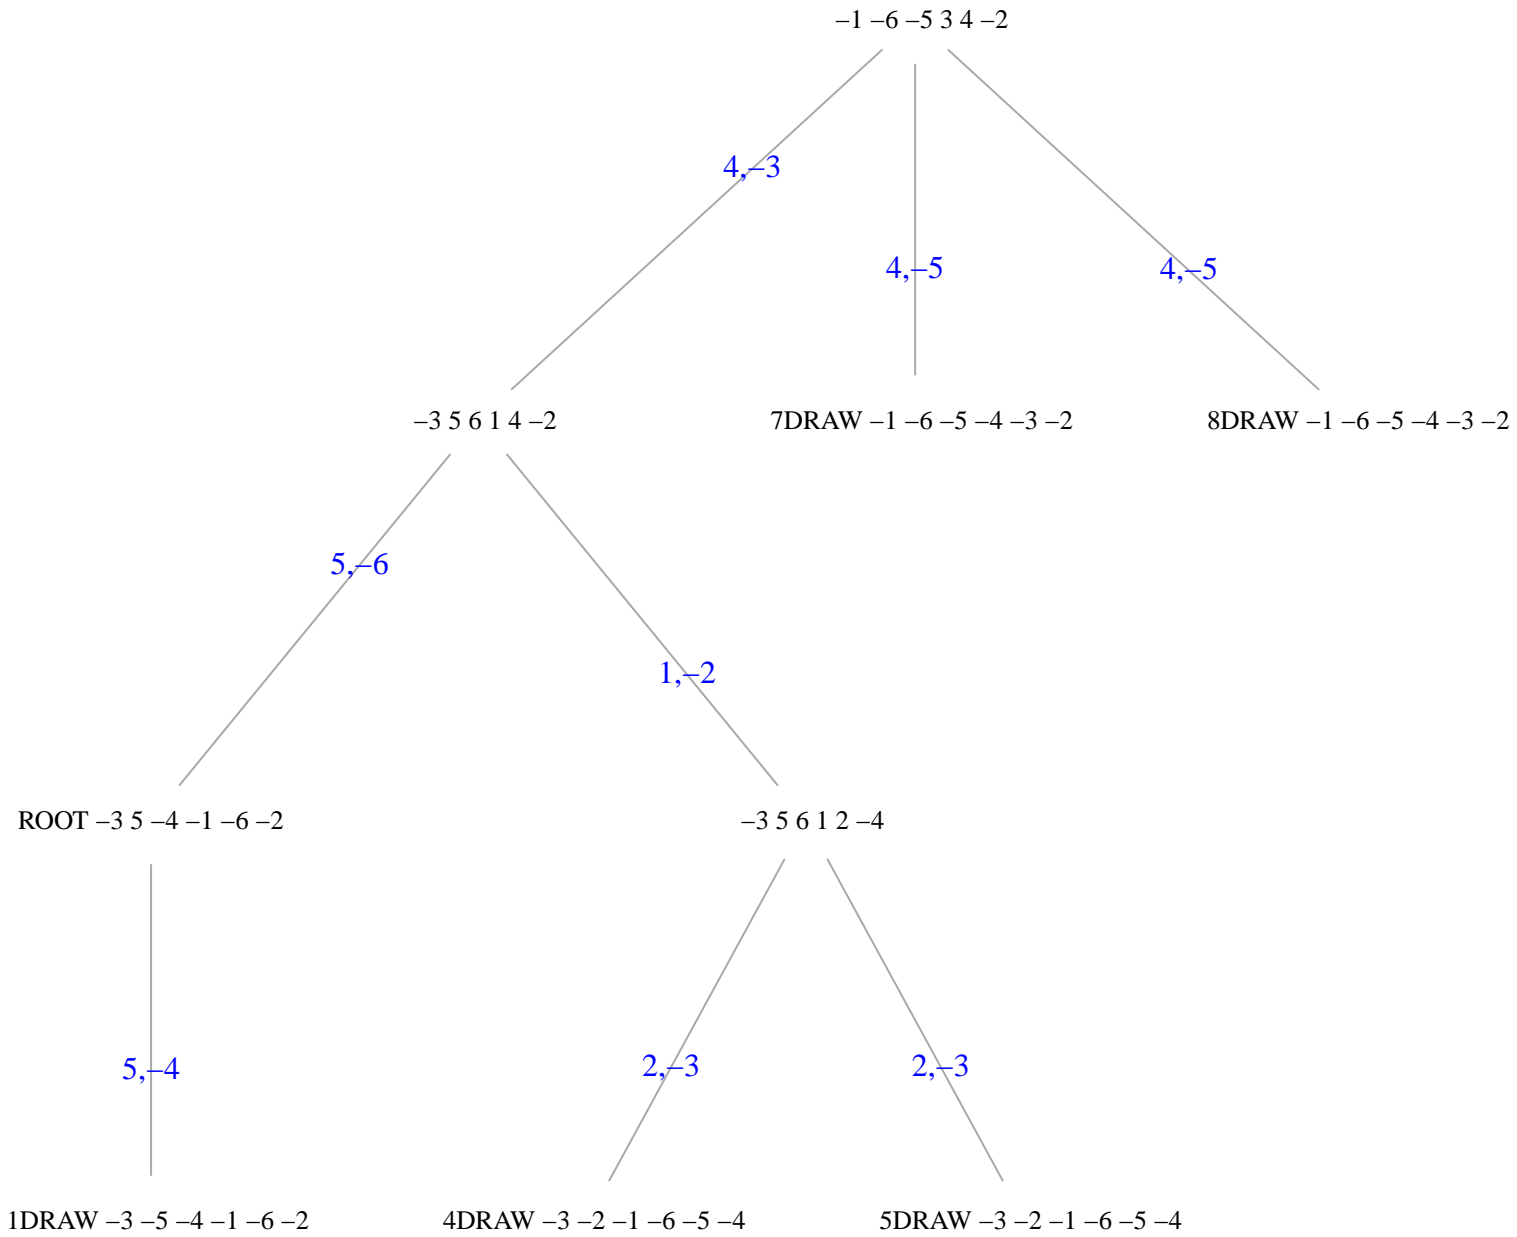 –1 –6 –5 3 4 –2
4,–3
4,–5
4,–5
–3 5 6 1 4 –2
7DRAW –1 –6 –5 –4 –3 –2
8DRAW –1 –6 –5 –4 –3 –2
5,–6
1,–2
ROOT –3 5 –4 –1 –6 –2
–3 5 6 1 2 –4
5,–4
2,–3
2,–3
1DRAW –3 –5 –4 –1 –6 –2
4DRAW –3 –2 –1 –6 –5 –4
5DRAW –3 –2 –1 –6 –5 –4